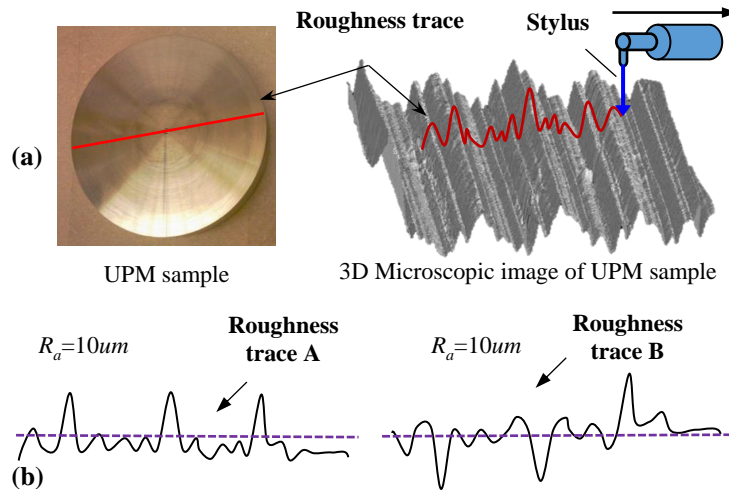 Roughness trace
Stylus
(a)
UPM sample
3D Microscopic image of UPM sample
Rₐ=10um
Roughness
trace A
Rₐ=10um
Roughness
trace B
(b)